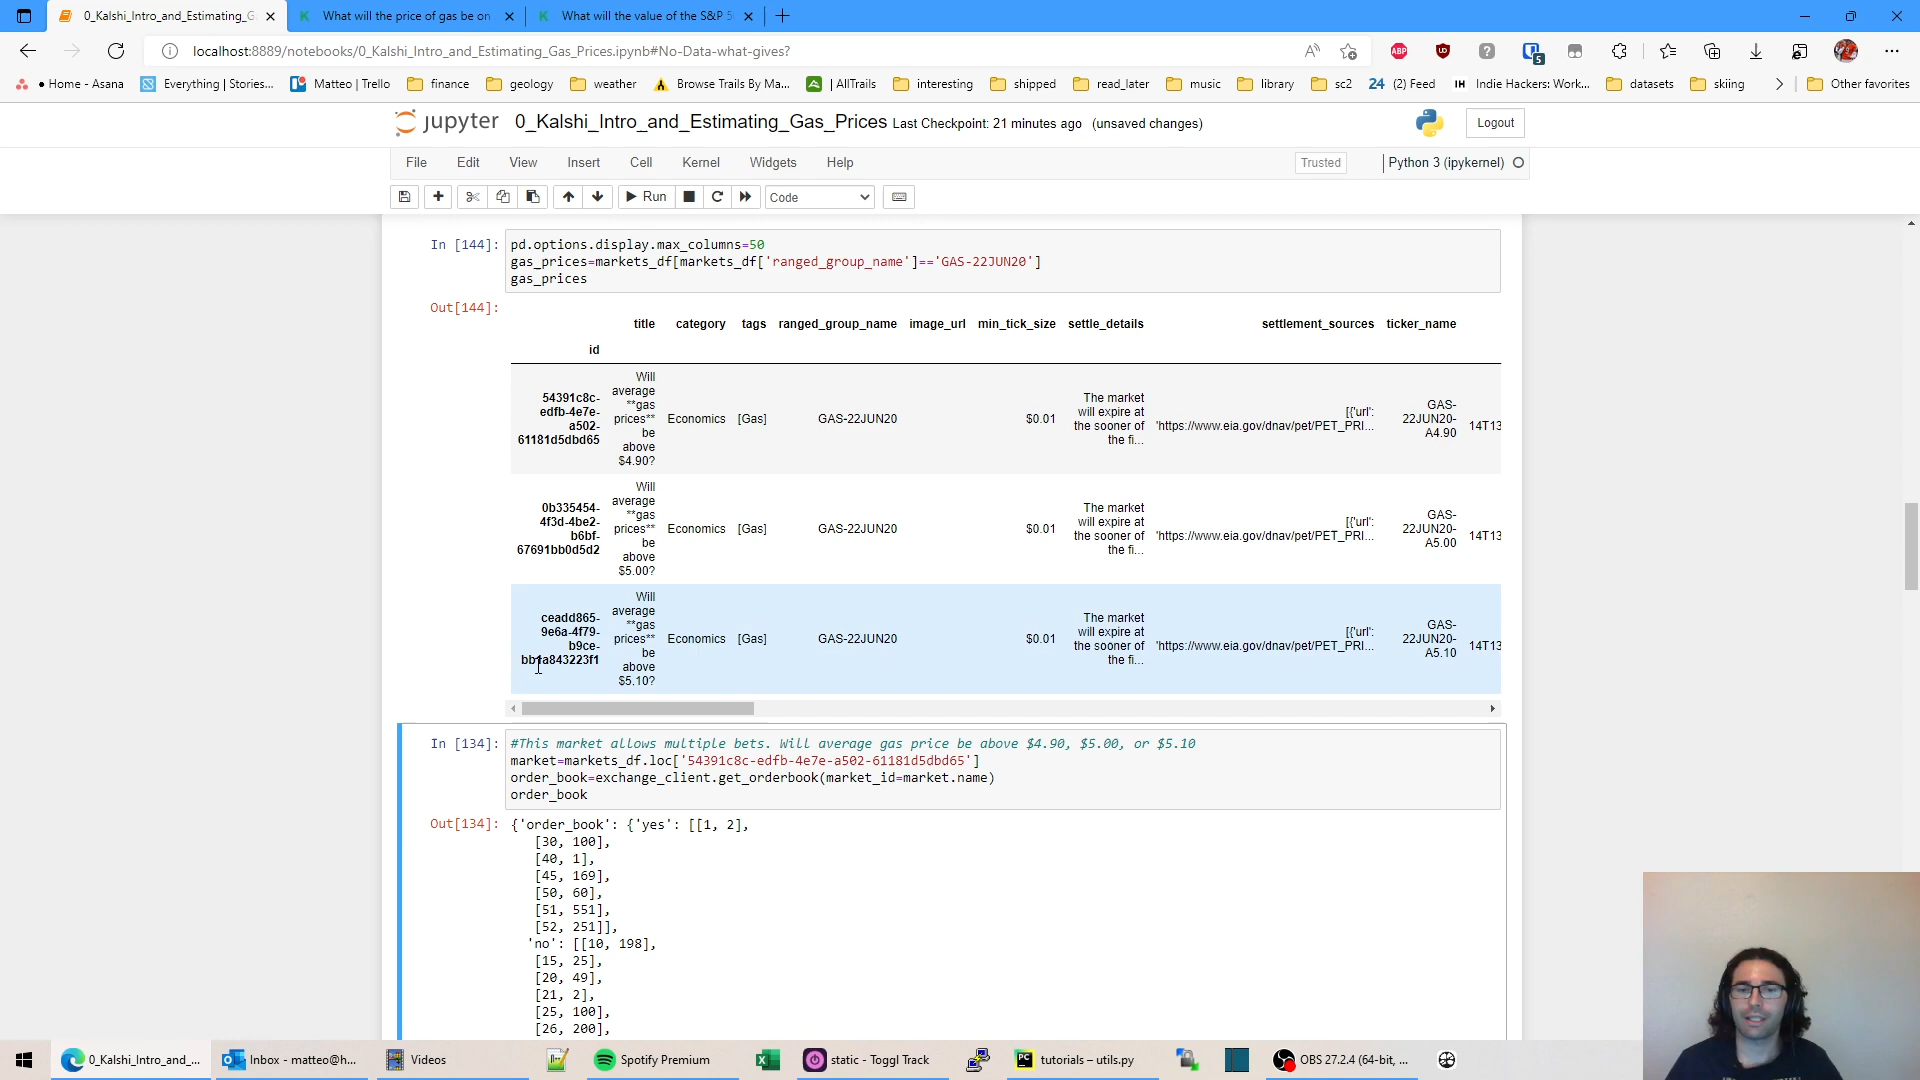 0_Kalshi_Intro_and_Estimating_G
What will the price of gas be on
What will the value of the S&P 5
localhost:8889/notebooks/0_Kalshi_Intro_and_Estimating_Gas_Prices.ipynb#No-Data-what-gives?
• Home - Asana
Everything | Stories...
Matteo | Trello
finance
geology
weather
Browse Trails By Ma...
| AllTrails
interesting
shipped
read_later
music
library
sc2
24 (2) Feed
IH Indie Hackers: Work...
datasets
skiing
Other favorites
jupyter 0_Kalshi_Intro_and_Estimating_Gas_Prices Last Checkpoint: 21 minutes ago (unsaved changes)
Logout
File Edit View Insert Cell Kernel Widgets Help
Trusted
Python 3 (ipykernel)
Run
Code
In [144]: pd.options.display.max_columns=50
gas_prices=markets_df[markets_df['ranged_group_name']=='GAS-22JUN20']
gas_prices
Out[144]:
title category tags ranged_group_name image_url min_tick_size settle_details settlement_sources ticker_name
id
54391c8c-
edfb-4e7e-
a502-
61181d5dbd65
Will
average
**gas
prices**
be
above
$4.90?
Economics
[Gas]
GAS-22JUN20
$0.01
The market
will expire at
the sooner of
the fi...
[{'url':
'https://www.eia.gov/dnav/pet/PET_PRI...
GAS-
22JUN20-
A4.90
14T13
0b335454-
4f3d-4be2-
b6bf-
67691bb0d5d2
Will
average
**gas
prices**
be
above
$5.00?
Economics
[Gas]
GAS-22JUN20
$0.01
The market
will expire at
the sooner of
the fi...
[{'url':
'https://www.eia.gov/dnav/pet/PET_PRI...
GAS-
22JUN20-
A5.00
14T13
ceadd865-
9e6a-4f79-
b9ce-
bb1a843223f1
Will
average
**gas
prices**
be
above
$5.10?
Economics
[Gas]
GAS-22JUN20
$0.01
The market
will expire at
the sooner of
the fi...
[{'url':
'https://www.eia.gov/dnav/pet/PET_PRI...
GAS-
22JUN20-
A5.10
14T13
In [134]: #This market allows multiple bets. Will average gas price be above $4.90, $5.00, or $5.10
market=markets_df.loc['54391c8c-edfb-4e7e-a502-61181d5dbd65']
order_book=exchange_client.get_orderbook(market_id=market.name)
order_book
Out[134]: {'order_book': {'yes': [[1, 2],
[30, 100],
[40, 1],
[45, 169],
[50, 60],
[51, 551],
[52, 251]],
'no': [[10, 198],
[15, 25],
[20, 49],
[21, 2],
[25, 100],
[26, 200],
0_Kalshi_Intro_and_...
Inbox - matteo@h...
Videos
Spotify Premium
static - Toggl Track
tutorials – utils.py
OBS 27.2.4 (64-bit, ...